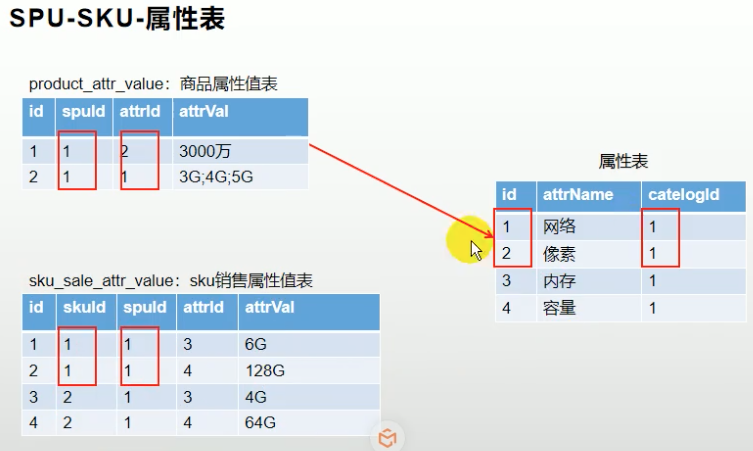 SPU-SKU-属性表
product_attr_value：商品属性值表
id spuId attrId attrVal
1 1 2 3000万
2 1 1 3G;4G;5G
属性表
id attrName catelogId
1 网络 1
2 像素 1
3 内存 1
4 容量 1
sku_sale_attr_value：sku销售属性值表
id skuId spuId attrId attrVal
1 1 1 3 6G
2 1 1 4 128G
3 2 1 3 4G
4 2 1 4 64G